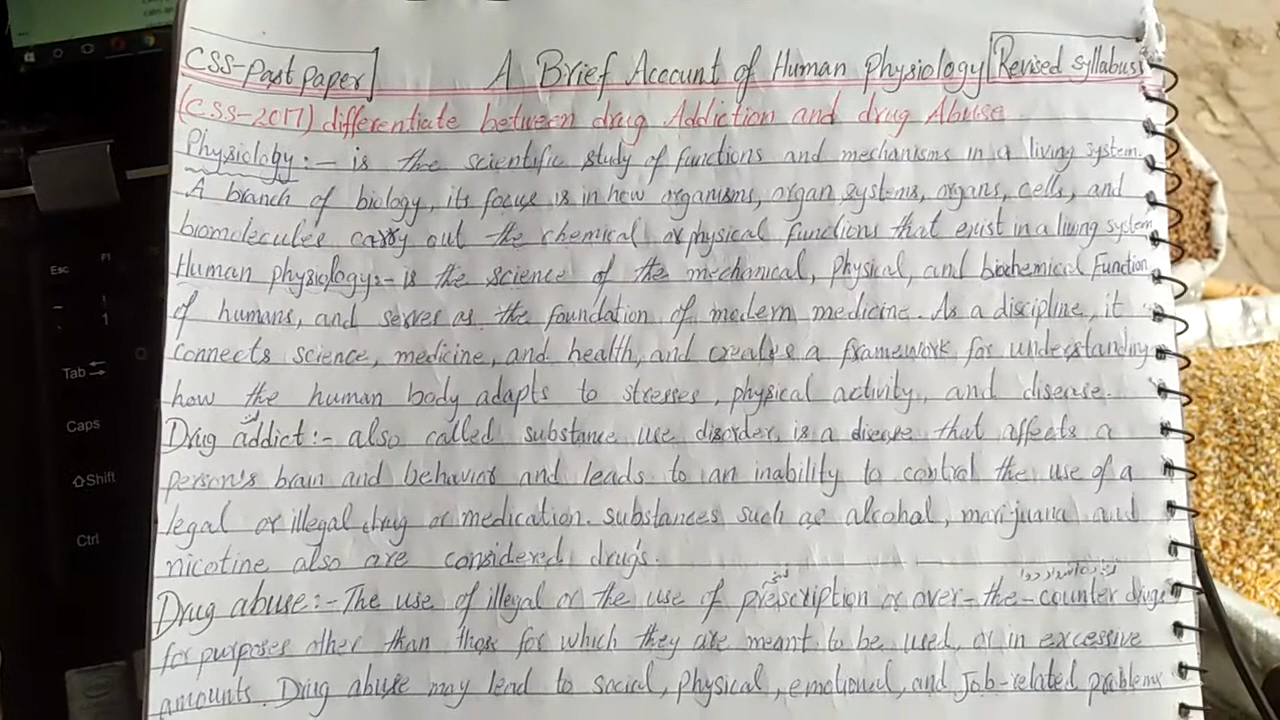 CSS-Past Paper] A Brief Account of Human Physiology [Revised Syllabus]
(CSS-2017) differentiate between drug Addiction and drug Abuse
Physiology:- is the scientific study of functions and mechanisms in a living system.
A branch of biology, its focus is in how organisms, organ systems, organs, cells, and
biomolecules carry out the chemical or physical functions that exist in a living system
Human physiology:- is the science of the mechanical, physical, and biochemical Function
of humans, and serves as the foundation of modern medicine. As a discipline, it
connects science, medicine, and health, and creates a framework for understanding
how the human body adapts to stresses, physical activity, and disease.
Drug addict:- also called substance use disorder, is a disease that affects a
person's brain and behavior and leads to an inability to control the use of a
legal or illegal drug or medication. substances such as alcohal, marijuana and
nicotine also are considered drug's.
Drug abuse:- The use of illegal or the use of prescription or over-the-counter drugs
for purposes other than those for which they are meant to be used, or in excessive
amounts. Drug abuse may lead to social, physical, emotional, and Job-related problems
Esc
F1
Tab
Caps
Shift
Ctrl